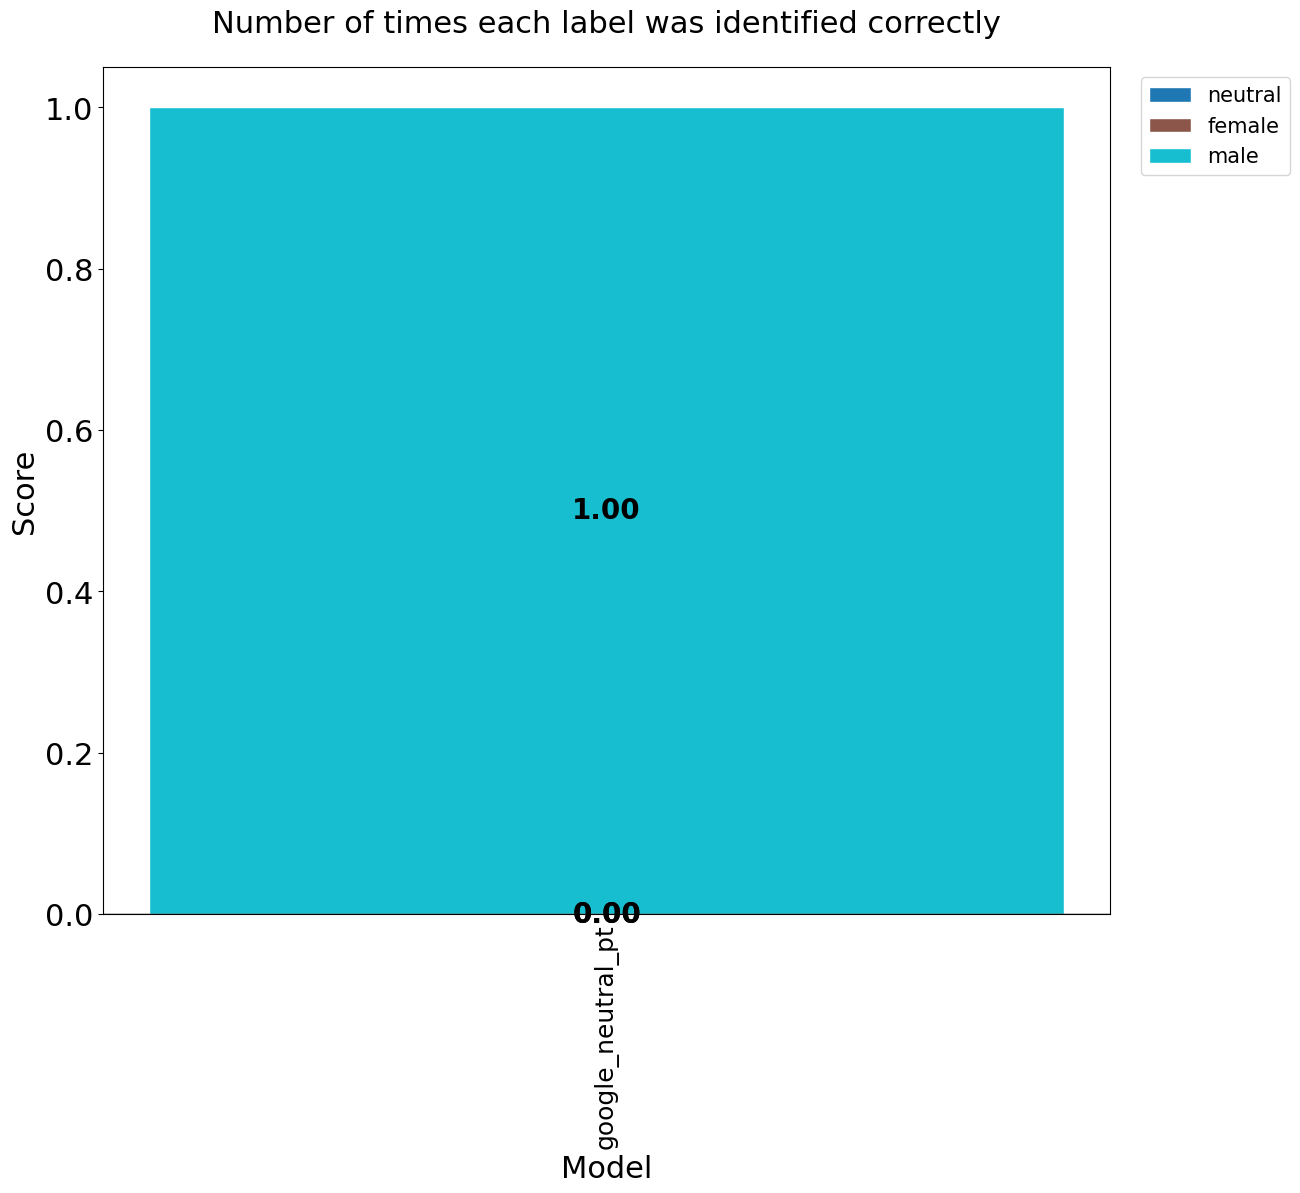 Number of times each label was identified correctly
neutral
female
male
Score
1.0
0.8
0.6
0.4
0.2
0.0
1.00
0.00
google_neutral_pt
Model